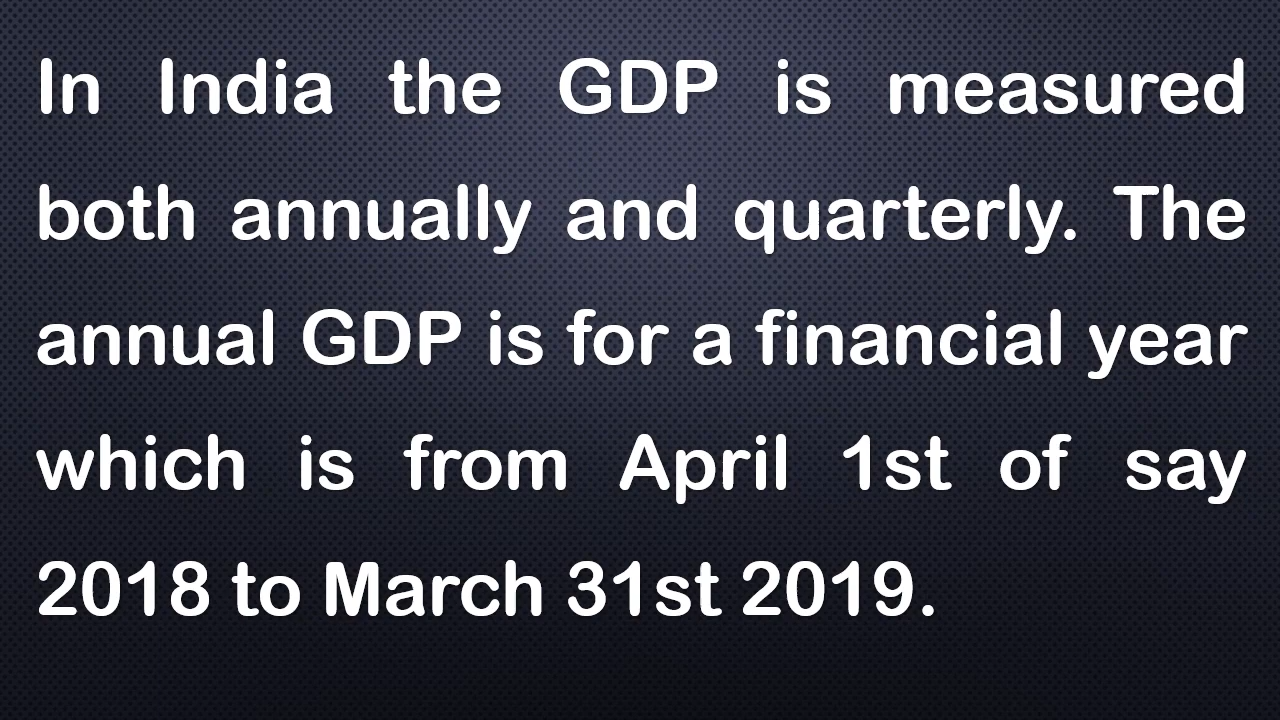 In India the GDP is measured
both annually and quarterly. The
annual GDP is for a financial year
which is from April 1st of say
2018 to March 31st 2019.